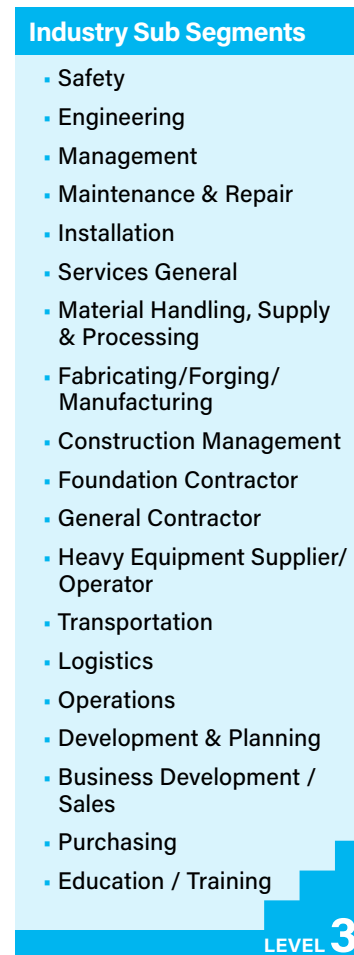 Industry Sub Segments
▪ Safety
▪ Engineering
▪ Management
▪ Maintenance & Repair
▪ Installation
▪ Services General
▪ Material Handling, Supply
& Processing
▪ Fabricating/Forging/
Manufacturing
▪ Construction Management
▪ Foundation Contractor
▪ General Contractor
▪ Heavy Equipment Supplier/
Operator
▪ Transportation
▪ Logistics
▪ Operations
▪ Development & Planning
▪ Business Development /
Sales
▪ Purchasing
▪ Education / Training
LEVEL 3